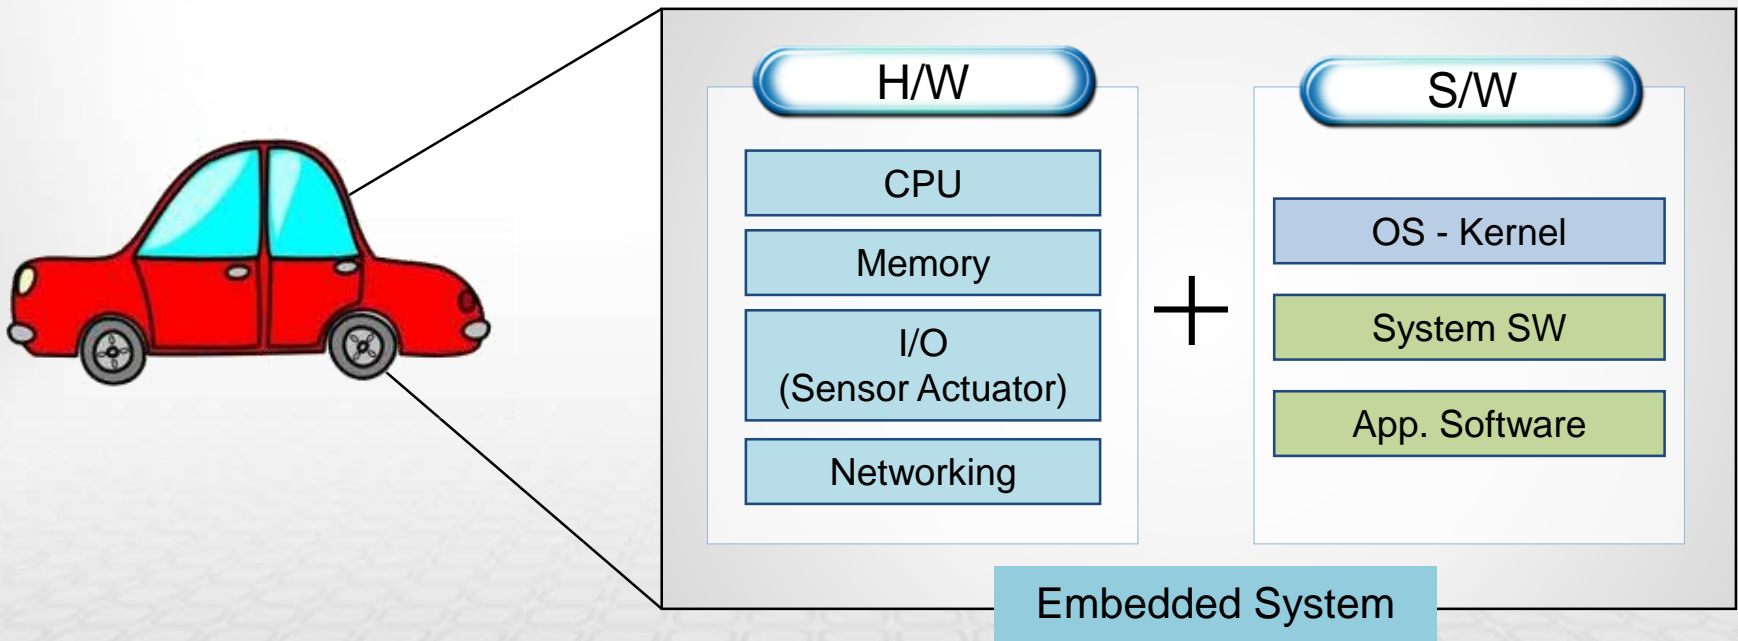 H/W
CPU
Memory
I/O
(Sensor Actuator)
Networking
+
S/W
OS - Kernel
System SW
App. Software
Embedded System